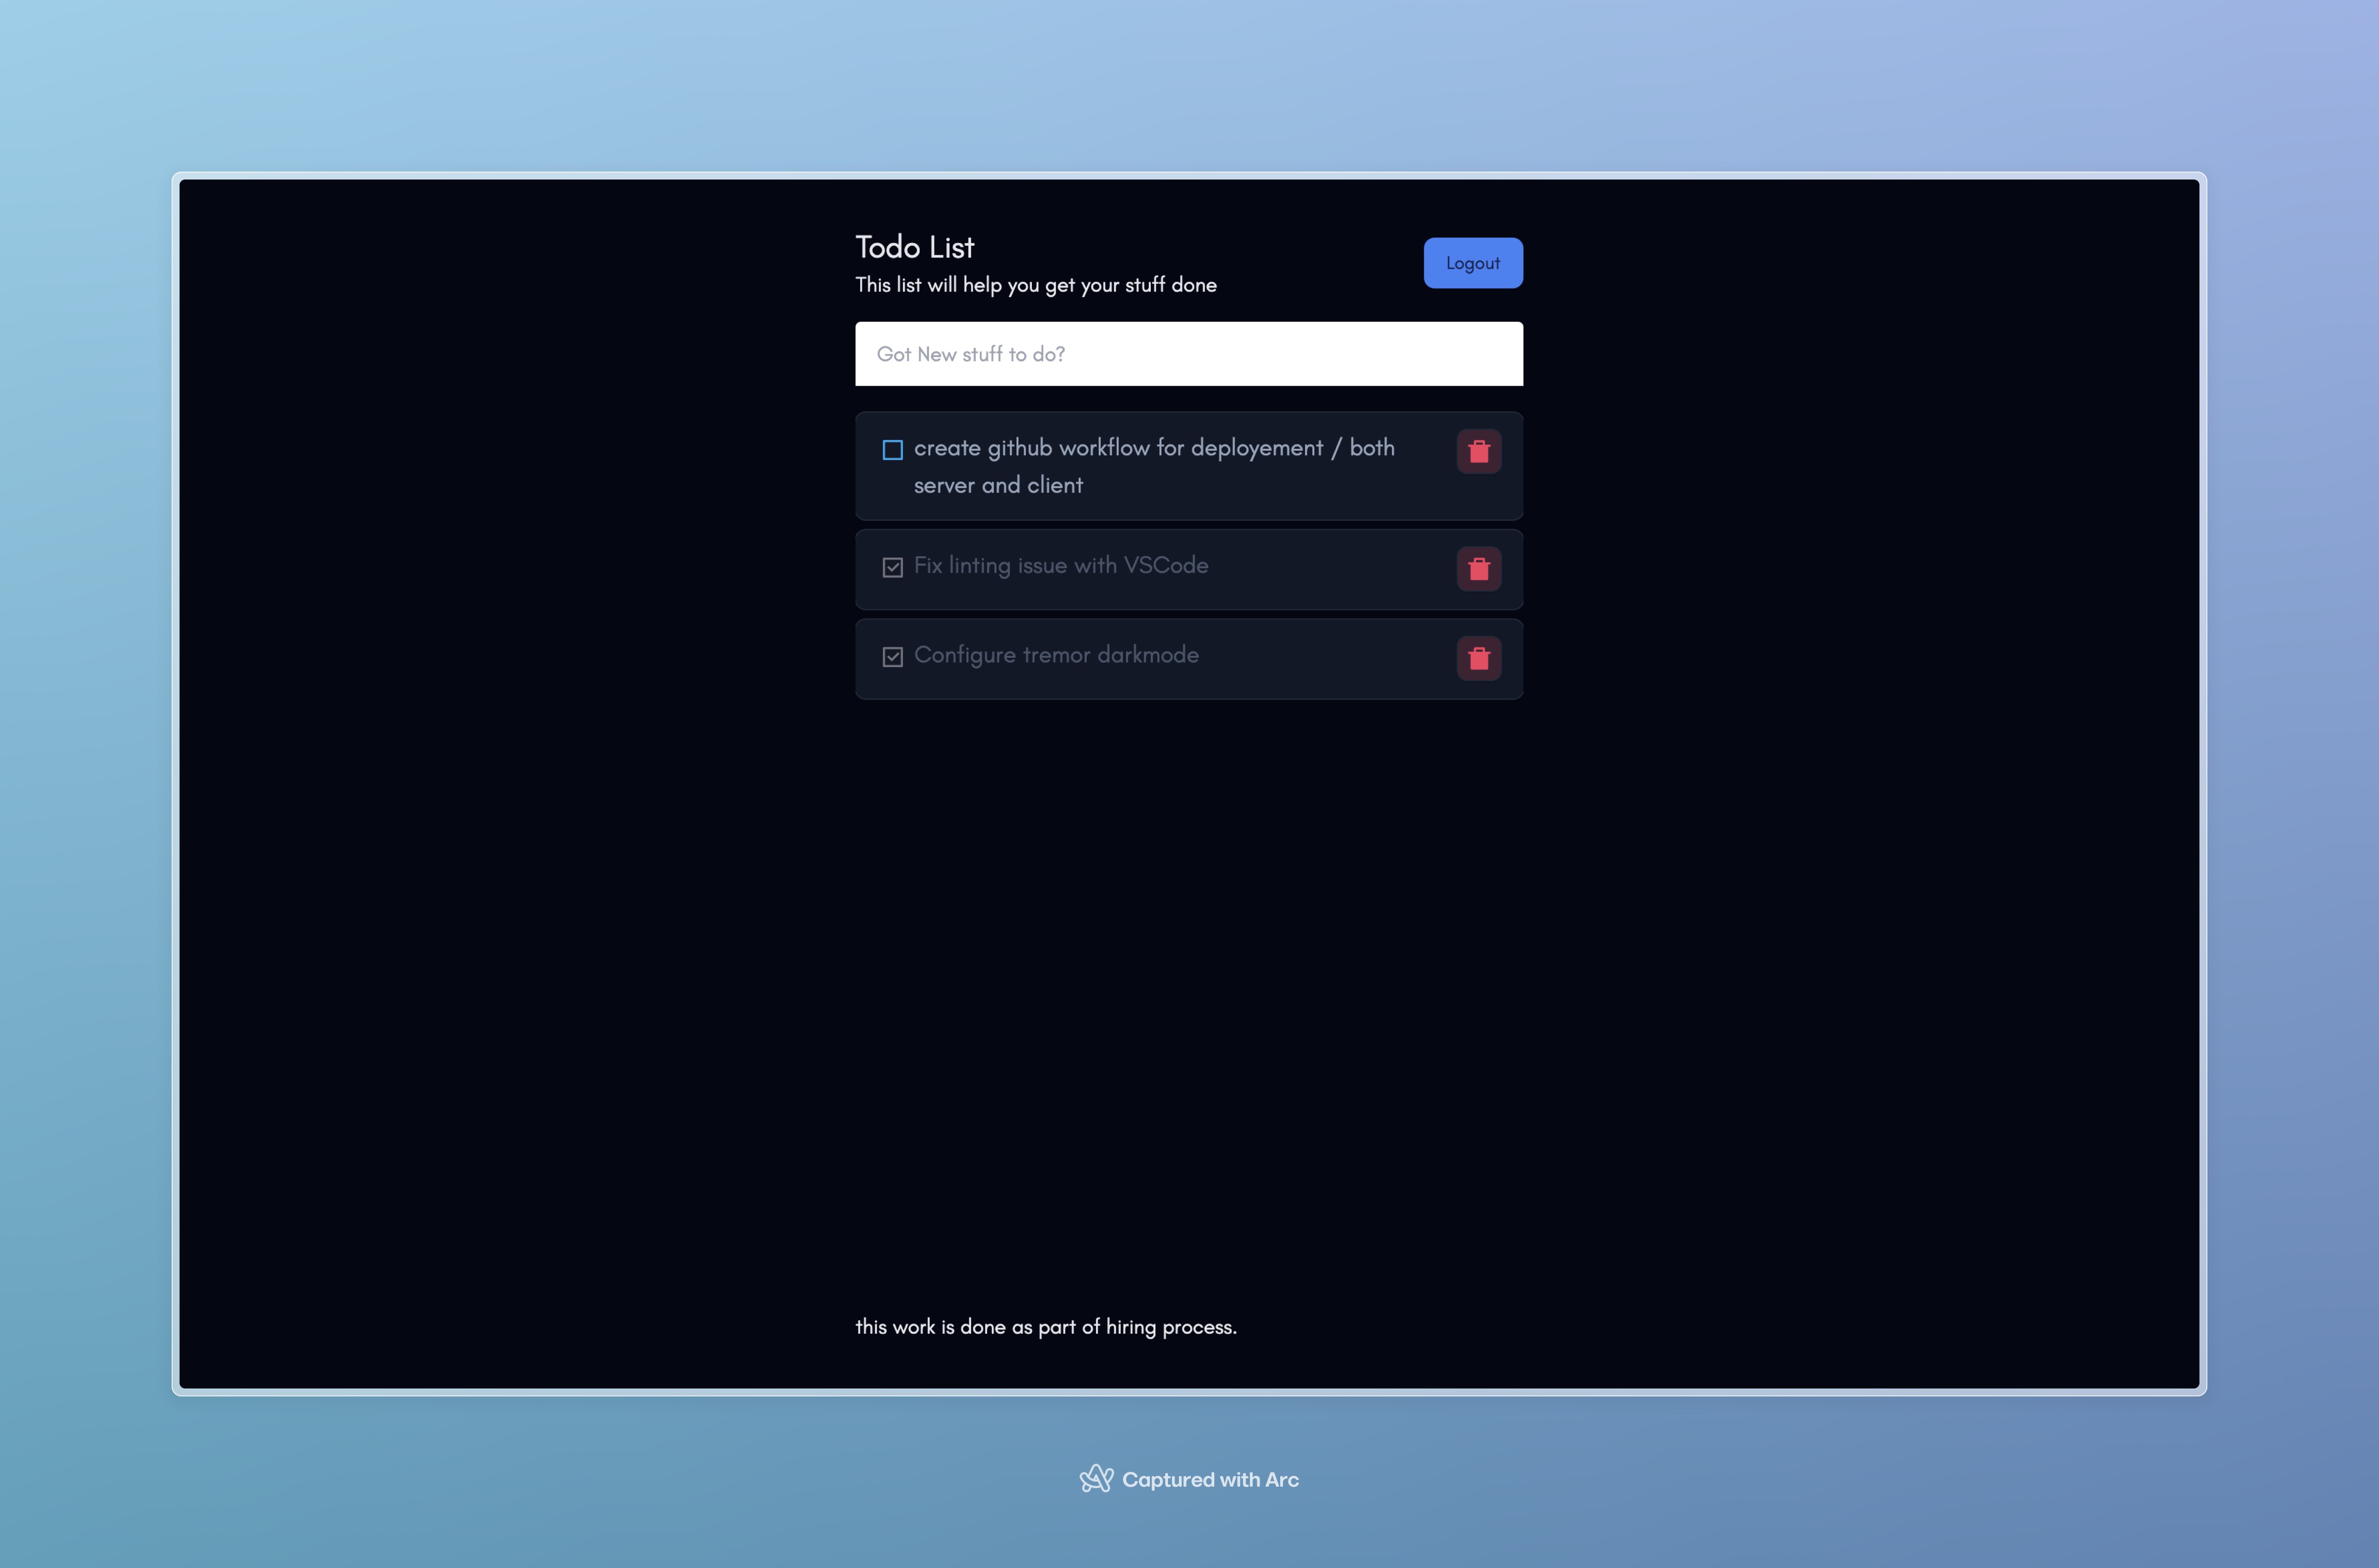 Todo List
Logout
This list will help you get your stuff done
Got New stuff to do?
create github workflow for deployement / both
server and client
Fix linting issue with VSCode
Configure tremor darkmode
this work is done as part of hiring process.
Captured with Arc